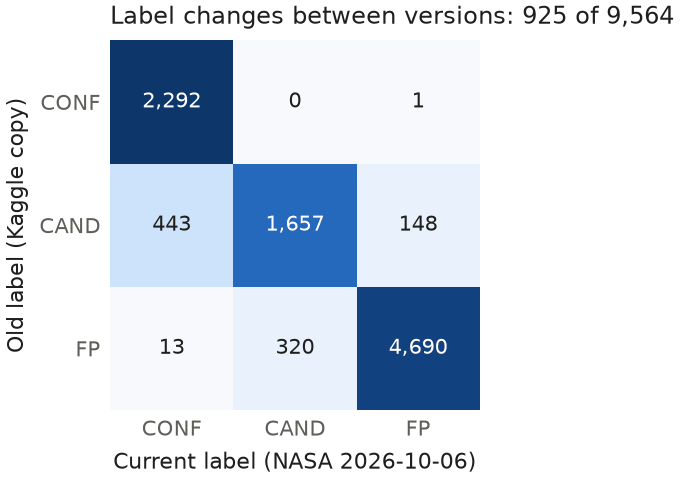 Label changes between versions: 925 of 9,564
Old label (Kaggle copy)
CONF 2,292 0 1
CAND 443 1,657 148
FP 13 320 4,690
CONF CAND FP
Current label (NASA 2026-10-06)